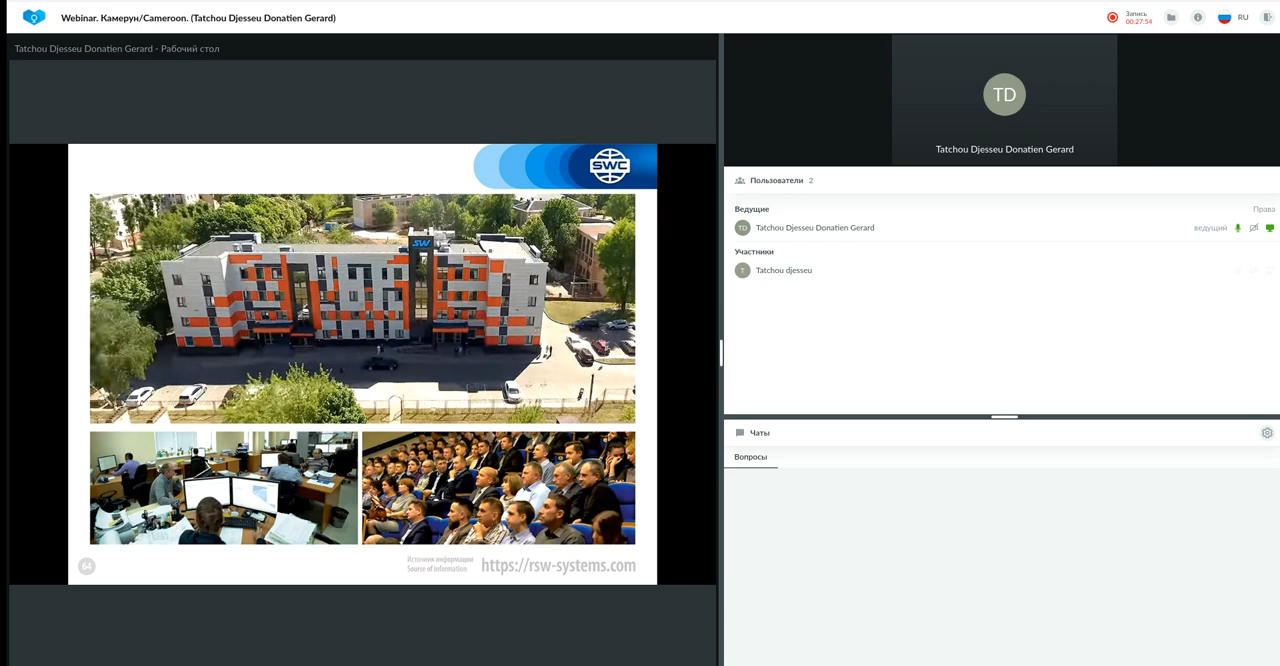 Webinar. Камерун/Cameroon. (Tatchou Djesseu Donatien Gerard)
Запись
00:27:54
RU
Tatchou Djesseu Donatien Gerard - Рабочий стол
SWC
SW
64
Источник информации
Source of information
https://rsw-systems.com
TD
Tatchou Djesseu Donatien Gerard
Пользователи 2
Ведущие
Права
TD
Tatchou Djesseu Donatien Gerard
ведущий
Участники
T
Tatchou djesseu
Чаты
Вопросы